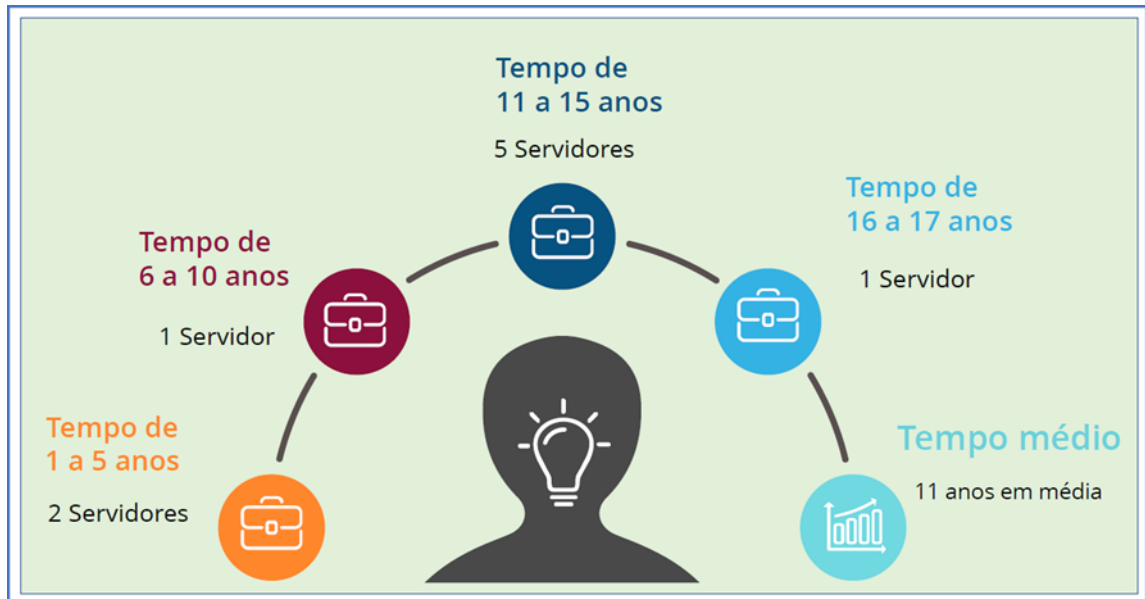 Tempo de
11 a 15 anos
5 Servidores
Tempo de
16 a 17 anos
1 Servidor
Tempo de
6 a 10 anos
1 Servidor
Tempo de
1 a 5 anos
2 Servidores
Tempo médio
11 anos em média